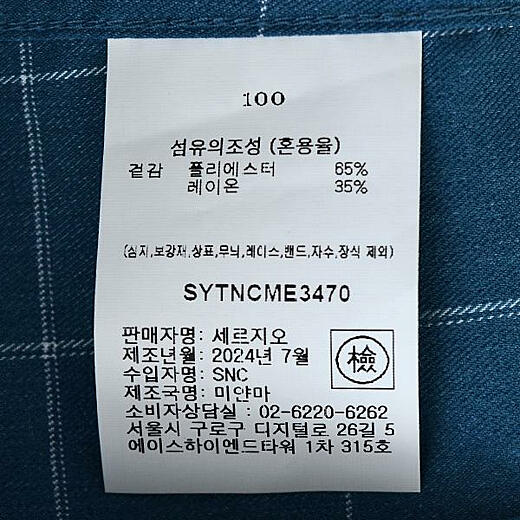 100
섬유의조성 (혼용율)
겉감 폴리에스터 65%
레이온 35%
(심지,보강재,상표,무늬,레이스,밴드,자수,장식 제외)
SYTNCME3470
판매자명: 세르지오
제조년월: 2024년 7월
수입자명: SNC
제조국명: 미얀마
檢
소비자상담실 : 02-6220-6262
서울시 구로구 디지털로 26길 5
에이스하이엔드타워 1차 315호